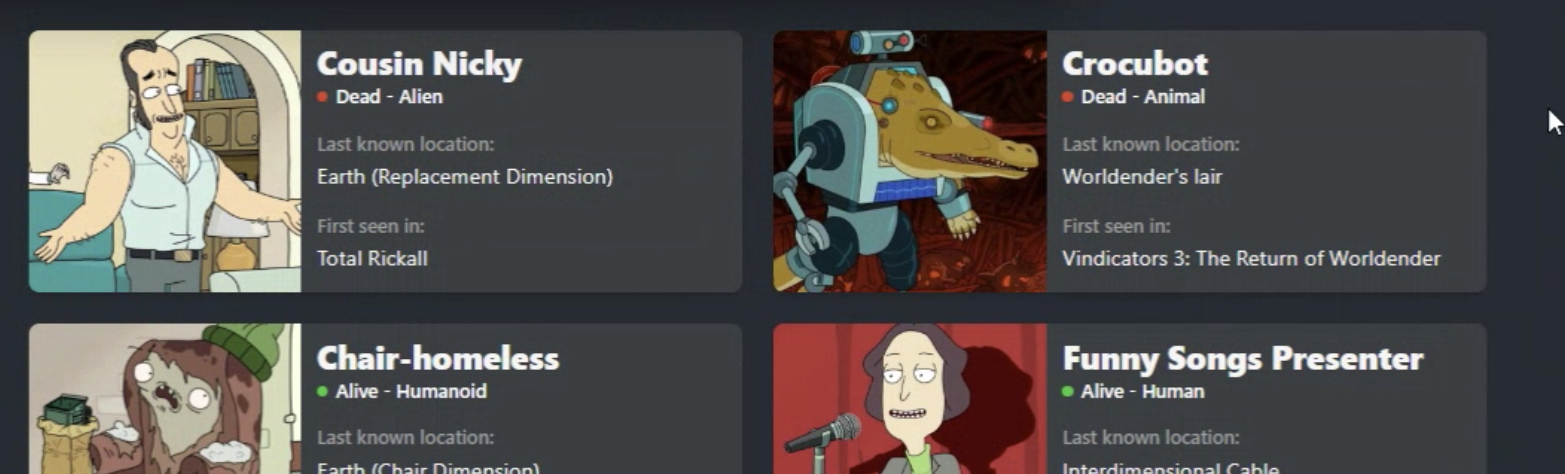 Cousin Nicky
Dead - Alien
Last known location:
Earth (Replacement Dimension)
First seen in:
Total Rickall
Crocubot
Dead - Animal
Last known location:
Worldender's lair
First seen in:
Vindicators 3: The Return of Worldender
Chair-homeless
Alive - Humanoid
Last known location:
Earth (Chair Dimension)
Funny Songs Presenter
Alive - Human
Last known location:
Interdimensional Cable